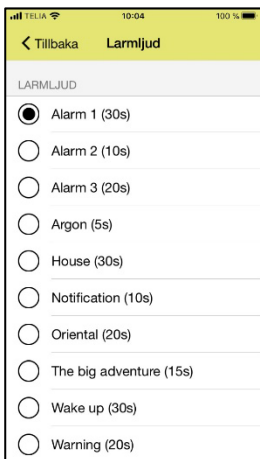 TELIA 10:04 100 %
Tillbaka Larmljud
LARMLJUD
Alarm 1 (30s)
Alarm 2 (10s)
Alarm 3 (20s)
Argon (5s)
House (30s)
Notification (10s)
Oriental (20s)
The big adventure (15s)
Wake up (30s)
Warning (20s)